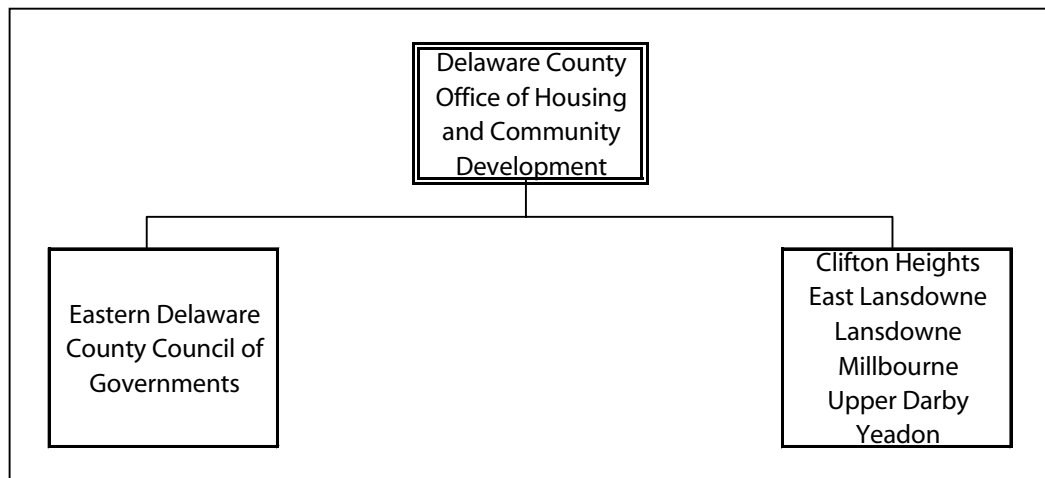 Delaware County
Office of Housing
and Community
Development
Eastern Delaware
County Council of
Governments
Clifton Heights
East Lansdowne
Lansdowne
Millbourne
Upper Darby
Yeadon